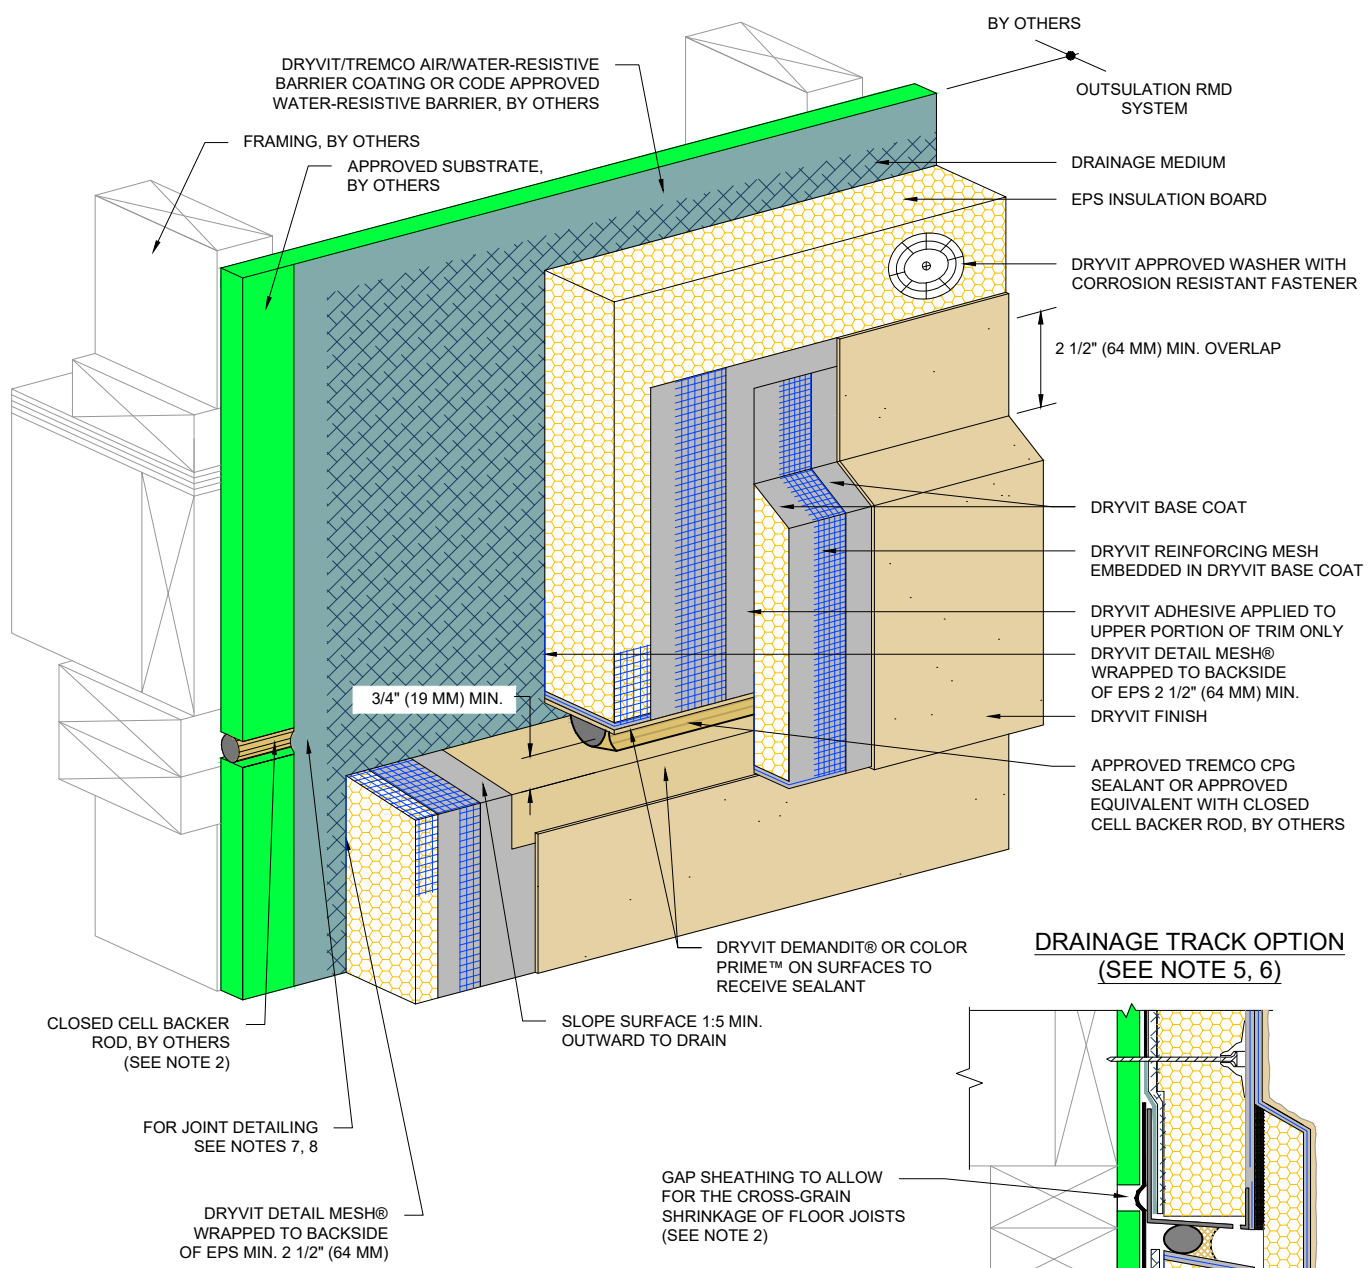 BY OTHERS
OUTSULATION RMD
SYSTEM
DRYVIT/TREMCO AIR/WATER-RESISTIVE
BARRIER COATING OR CODE APPROVED
WATER-RESISTIVE BARRIER, BY OTHERS
FRAMING, BY OTHERS
APPROVED SUBSTRATE,
BY OTHERS
DRAINAGE MEDIUM
EPS INSULATION BOARD
DRYVIT APPROVED WASHER WITH
CORROSION RESISTANT FASTENER
2 1/2" (64 MM) MIN. OVERLAP
DRYVIT BASE COAT
DRYVIT REINFORCING MESH
EMBEDDED IN DRYVIT BASE COAT
DRYVIT ADHESIVE APPLIED TO
UPPER PORTION OF TRIM ONLY
DRYVIT DETAIL MESH®
WRAPPED TO BACKSIDE
OF EPS 2 1/2" (64 MM) MIN.
DRYVIT FINISH
3/4" (19 MM) MIN.
APPROVED TREMCO CPG
SEALANT OR APPROVED
EQUIVALENT WITH CLOSED
CELL BACKER ROD, BY OTHERS
DRYVIT DEMANDIT® OR COLOR
PRIME™ ON SURFACES TO
RECEIVE SEALANT
DRAINAGE TRACK OPTION
(SEE NOTE 5, 6)
CLOSED CELL BACKER
ROD, BY OTHERS
(SEE NOTE 2)
SLOPE SURFACE 1:5 MIN.
OUTWARD TO DRAIN
FOR JOINT DETAILING
SEE NOTES 7, 8
DRYVIT DETAIL MESH®
WRAPPED TO BACKSIDE
OF EPS MIN. 2 1/2" (64 MM)
GAP SHEATHING TO ALLOW
FOR THE CROSS-GRAIN
SHRINKAGE OF FLOOR JOISTS
(SEE NOTE 2)